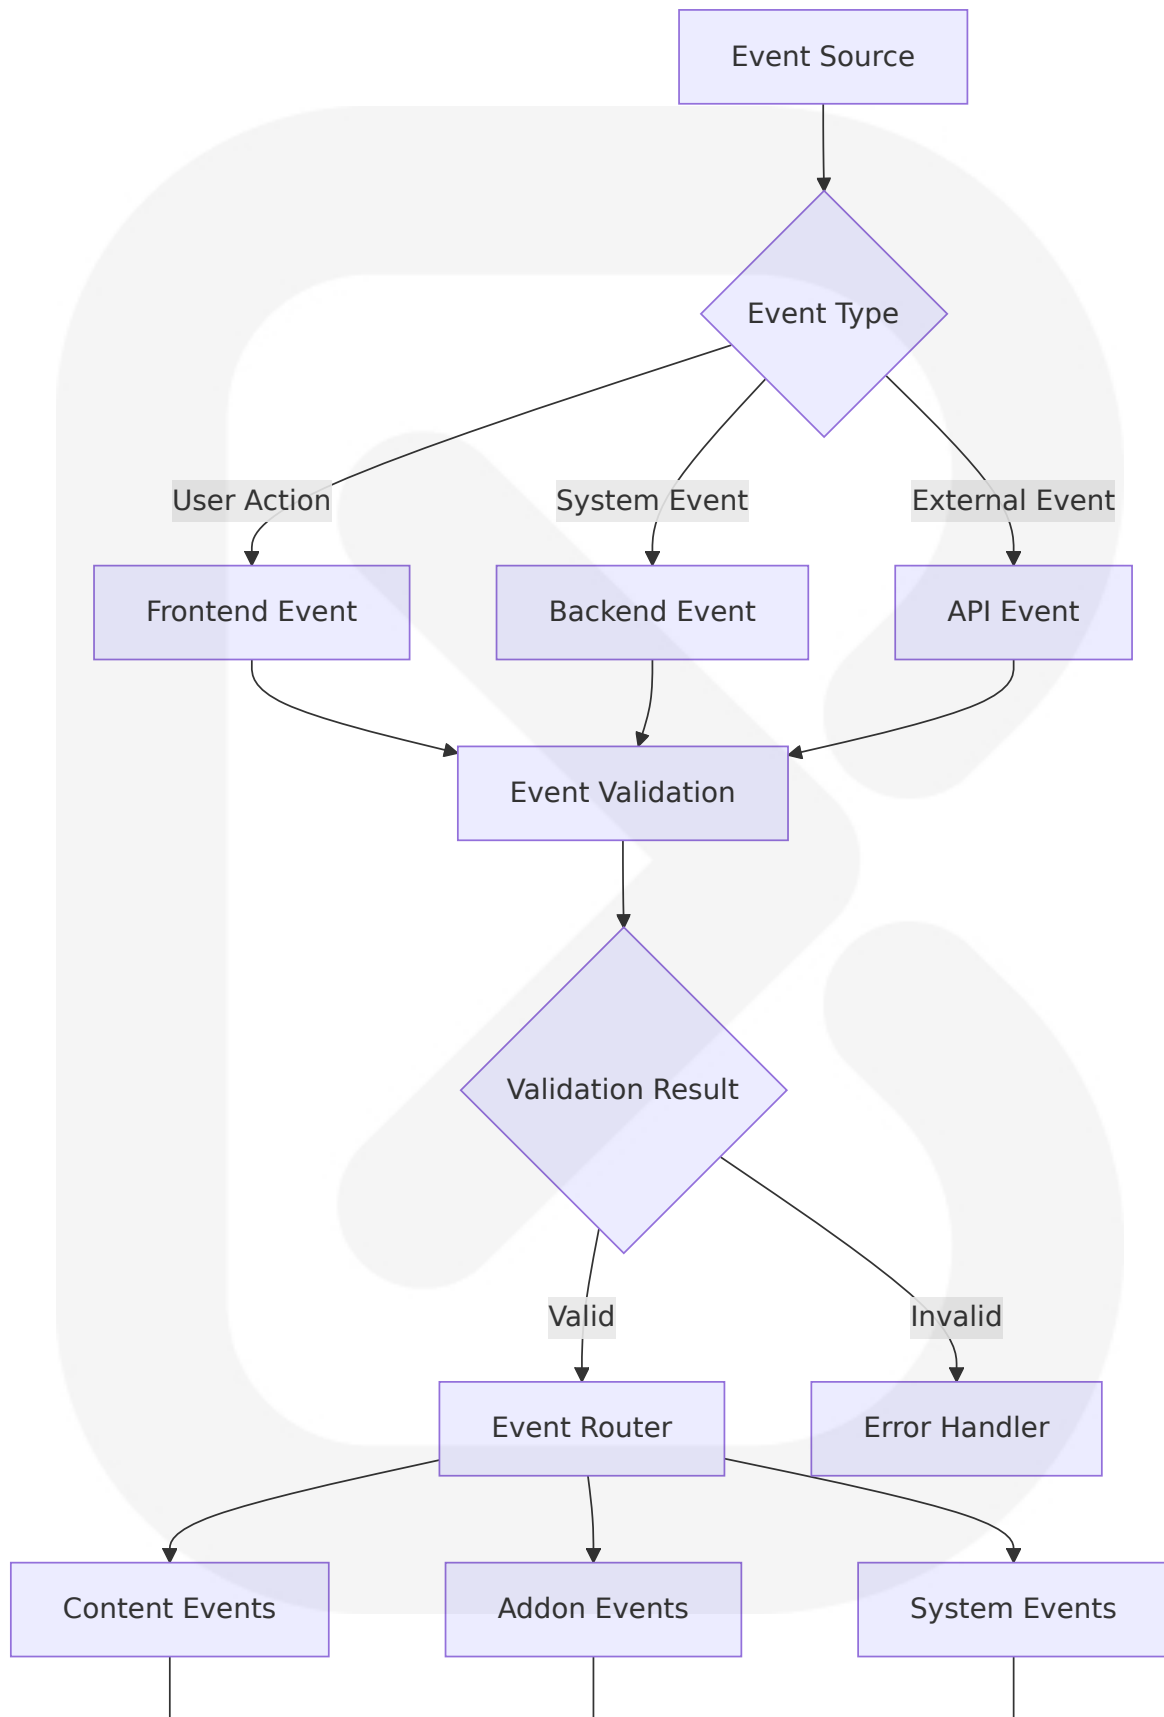 Event Source
Event Type
User Action
System Event
External Event
Frontend Event
Backend Event
API Event
Event Validation
Validation Result
Valid
Invalid
Event Router
Error Handler
Content Events
Addon Events
System Events